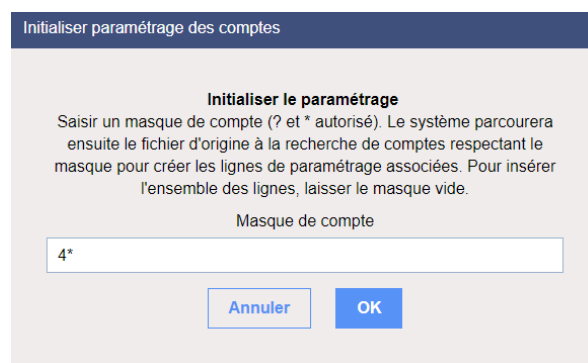 Initialiser paramétrage des comptes
Initialiser le paramétrage
Saisir un masque de compte (? et * autorisé). Le système parcourera
ensuite le fichier d'origine à la recherche de comptes respectant le
masque pour créer les lignes de paramétrage associées. Pour insérer
l'ensemble des lignes, laisser le masque vide.
Masque de compte
4*
Annuler OK